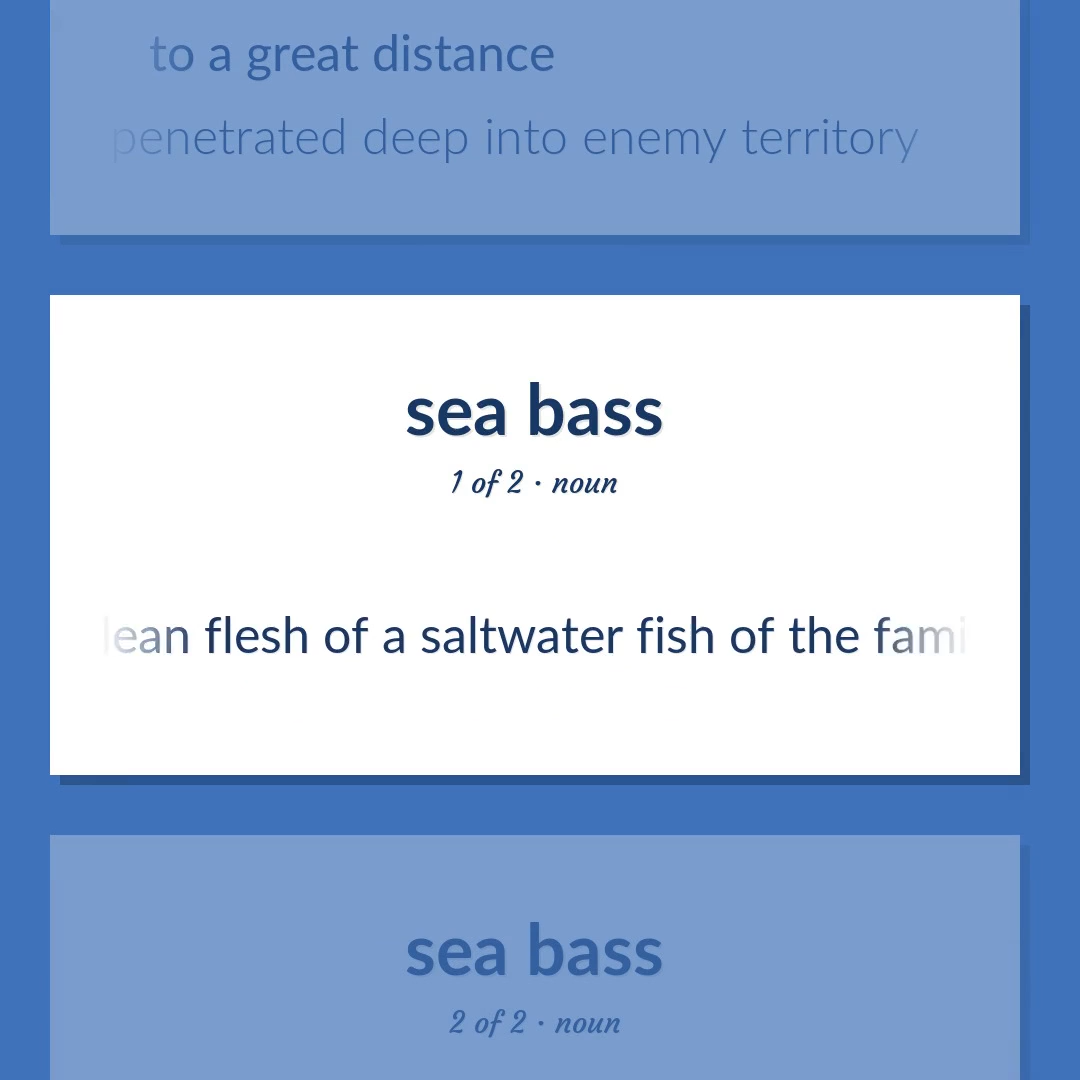 to a great distance
penetrated deep into enemy territory
sea bass
1 of 2 · noun
lean flesh of a saltwater fish of the fami
sea bass
2 of 2 · noun